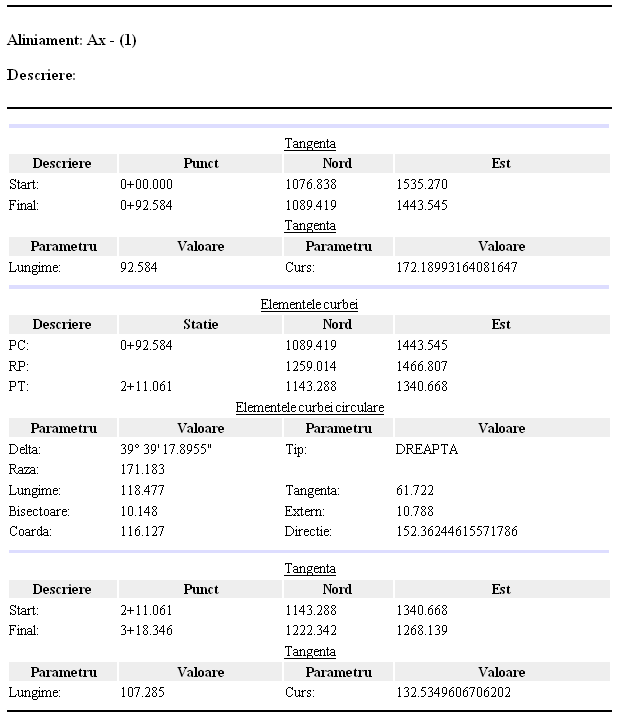 Aliniament: Ax - (1)
Descriere:
Tangenta
Descriere Punct Nord Est
Start: 0+00.000 1076.838 1535.270
Final: 0+92.584 1089.419 1443.545
Tangenta
Parametru Valoare Parametru Valoare
Lungime: 92.584 Curs: 172.18993164081647
Elementele curbei
Descriere Statie Nord Est
PC: 0+92.584 1089.419 1443.545
RP: 1259.014 1466.807
PT: 2+11.061 1143.288 1340.668
Elementele curbei circulare
Parametru Valoare Parametru Valoare
Delta: 39° 39' 17.8955" Tip: DREAPTA
Raza: 171.183
Lungime: 118.477 Tangenta: 61.722
Bisectoare: 10.148 Extern: 10.788
Coarda: 116.127 Directie: 152.36244615571786
Tangenta
Descriere Punct Nord Est
Start: 2+11.061 1143.288 1340.668
Final: 3+18.346 1222.342 1268.139
Tangenta
Parametru Valoare Parametru Valoare
Lungime: 107.285 Curs: 132.5349606706202